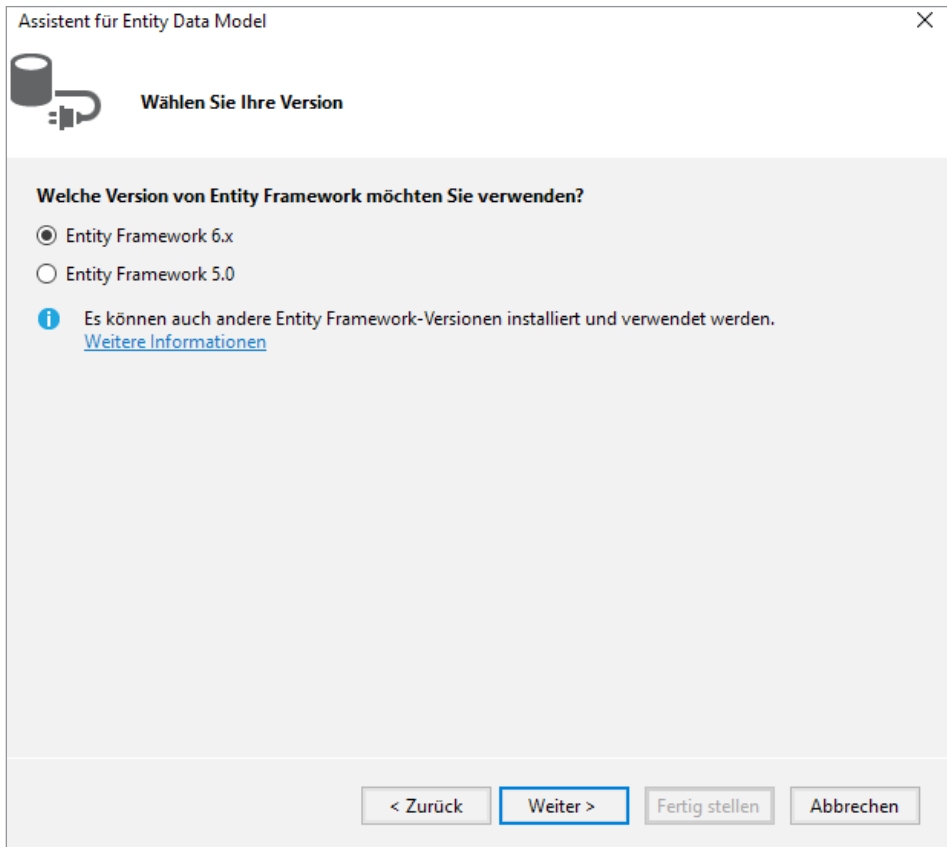 Assistent für Entity Data Model
Wählen Sie Ihre Version
Welche Version von Entity Framework möchten Sie verwenden?
Entity Framework 6.x
Entity Framework 5.0
Es können auch andere Entity Framework-Versionen installiert und verwendet werden.
Weitere Informationen
< Zurück
Weiter >
Fertig stellen
Abbrechen